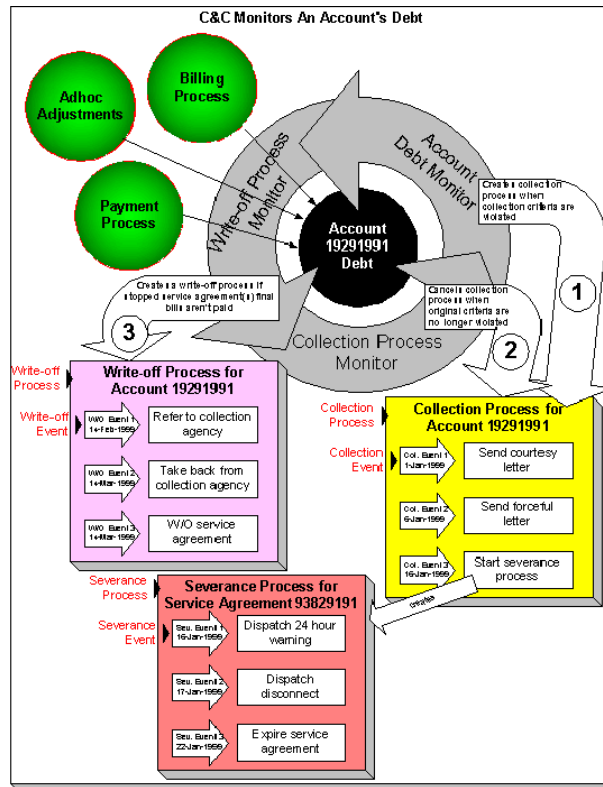 C&C Monitors An Account's Debt
Billing
Process
Adhoc
Adjustments
Payment
Process
Write-off Process
Monitor
Account
Debt Monitor
Collection Process
Monitor
Account
19291991
Debt
Creates collection
process when
collection criteria are
violated
1
Cancels collection
process when
original criteria are
no longer violated
2
Creates a write-off process if
stopped service agreement(s) final
bills aren't paid
3
Write-off
Process
Write-off Process for
Account 19291991
Write-off
Event
W/O Event 1
1+-Feb-1999
Refer to collection
agency
W/O Event 2
1+-Mar-1999
Take back from
collection agency
W/O Event 3
1+-Mar-1999
W/O service
agreement
Collection
Process
Collection Process for
Account 19291991
Collection
Event
Col. Event 1
1-Jan-1999
Send courtesy
letter
Col. Event 2
6-Jan-1999
Send forceful
letter
Col. Event 3
16-Jan-1999
Start severance
process
Severance
Process
Severance Process for
Service Agreement 93829191
Severance
Event
Sev. Event 1
16-Jan-1999
Dispatch 24 hour
warning
Sev. Event 2
17-Jan-1999
Dispatch
disconnect
Sev. Event 3
22-Jan-1999
Expire service
agreement